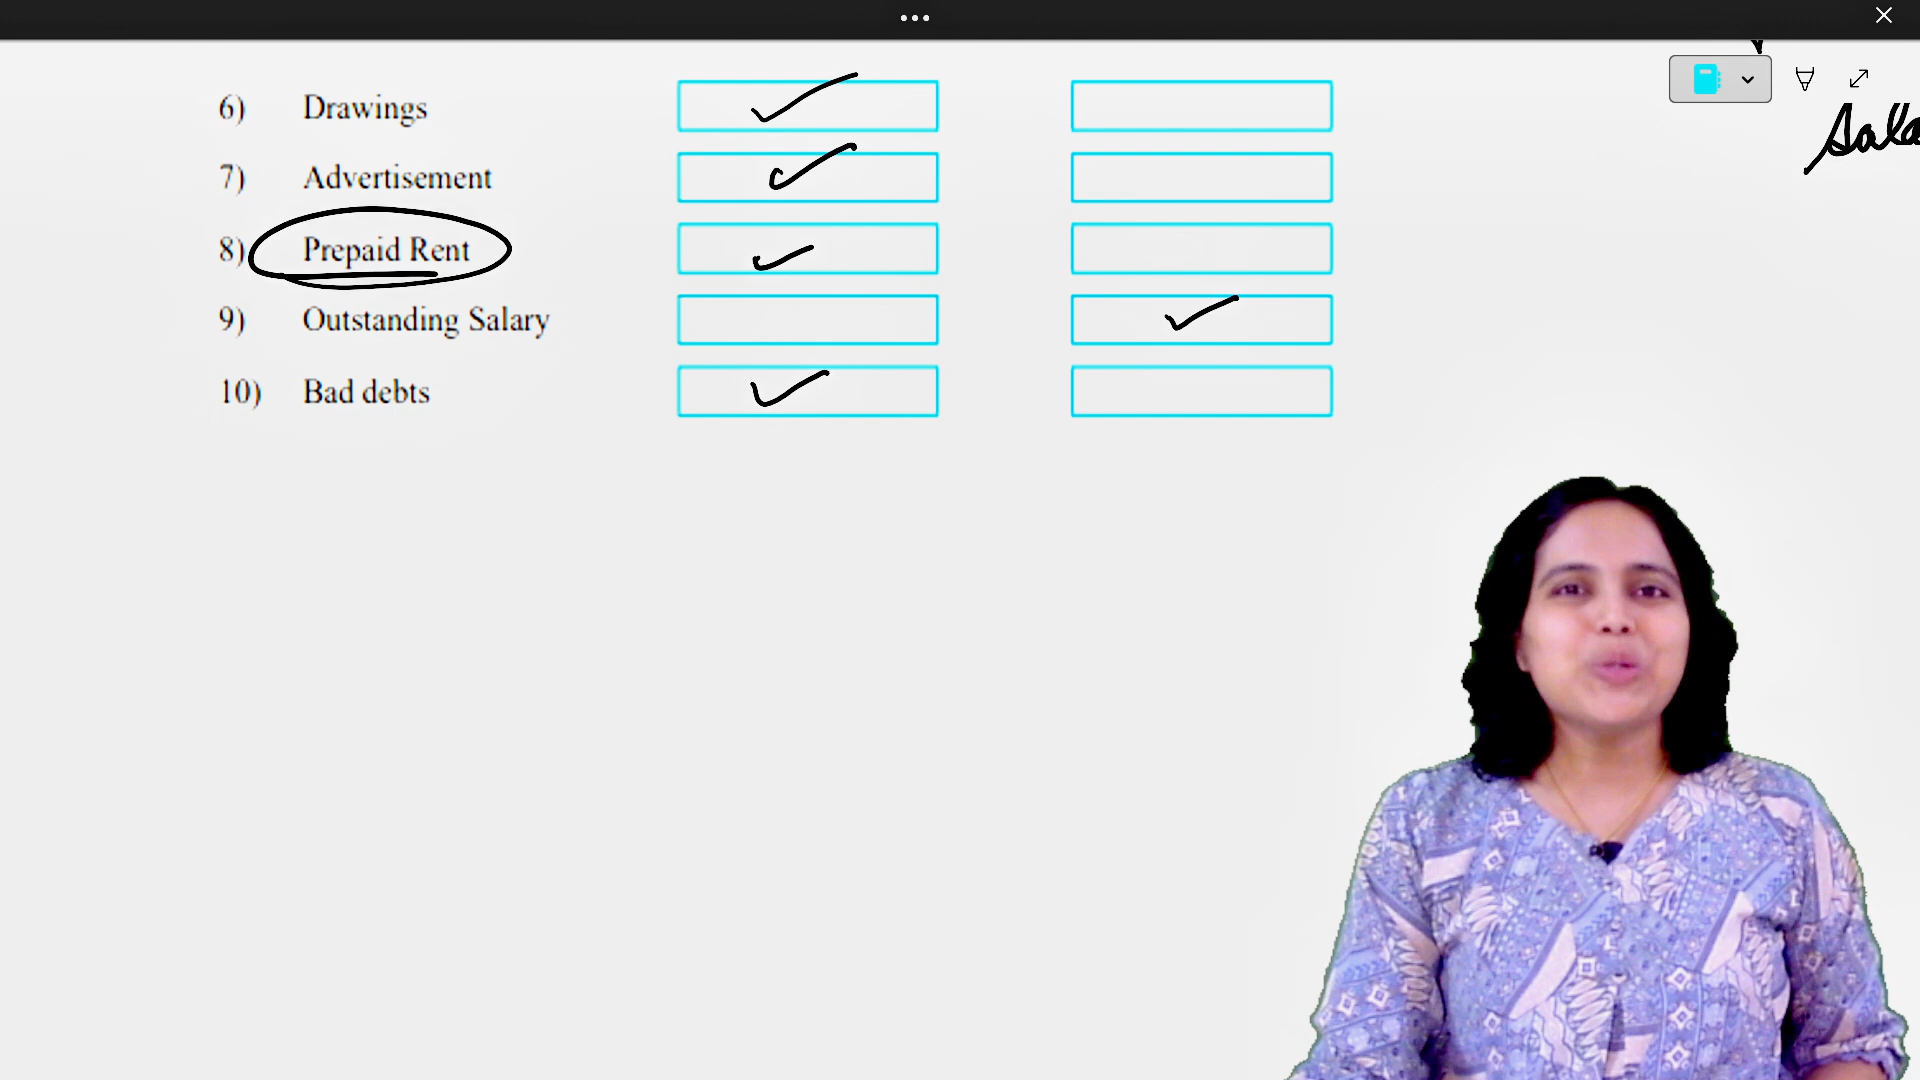 6) Drawings
7) Advertisement
8) Prepaid Rent
9) Outstanding Salary
10) Bad debts